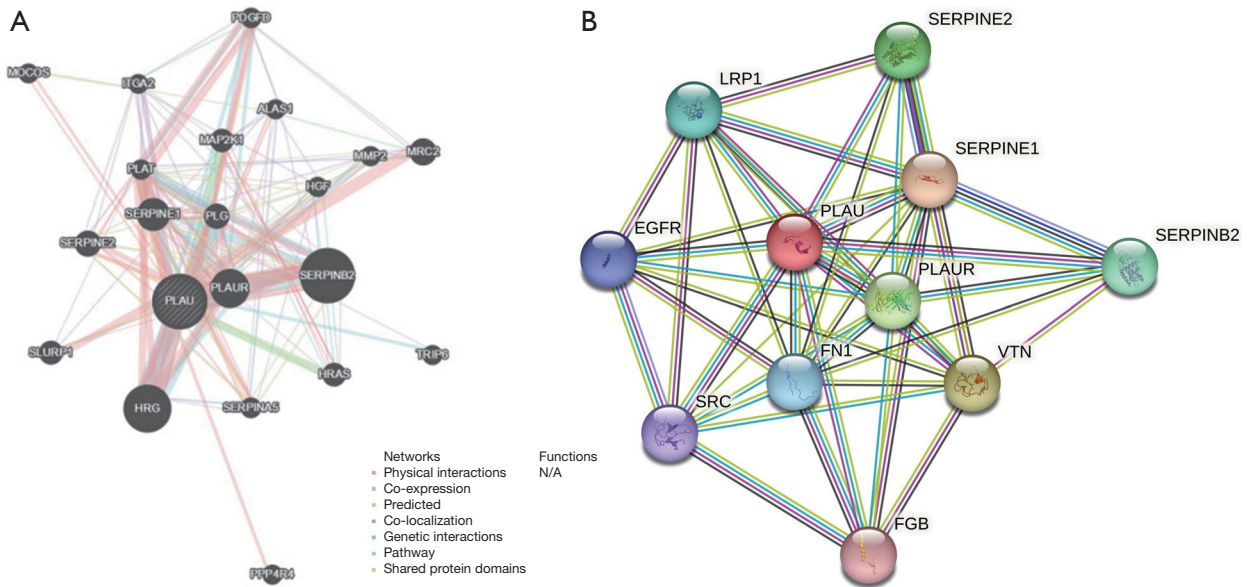 A
PDGFD
MOCOS
ITGA2
ALAS1
MAP2K1
MMP2
MRC2
PLAT
HGF
SERPINE1
PLG
SERPINE2
SERPINB2
PLAUR
PLAU
SLURP1
TRIP6
HRAS
HRG
SERPINA5
PPP4R4
Networks
Functions
Physical interactions
N/A
Co-expression
Predicted
Co-localization
Genetic interactions
Pathway
Shared protein domains
B
SERPINE2
LRP1
SERPINE1
PLAU
EGFR
SERPINB2
PLAUR
FN1
VTN
SRC
FGB